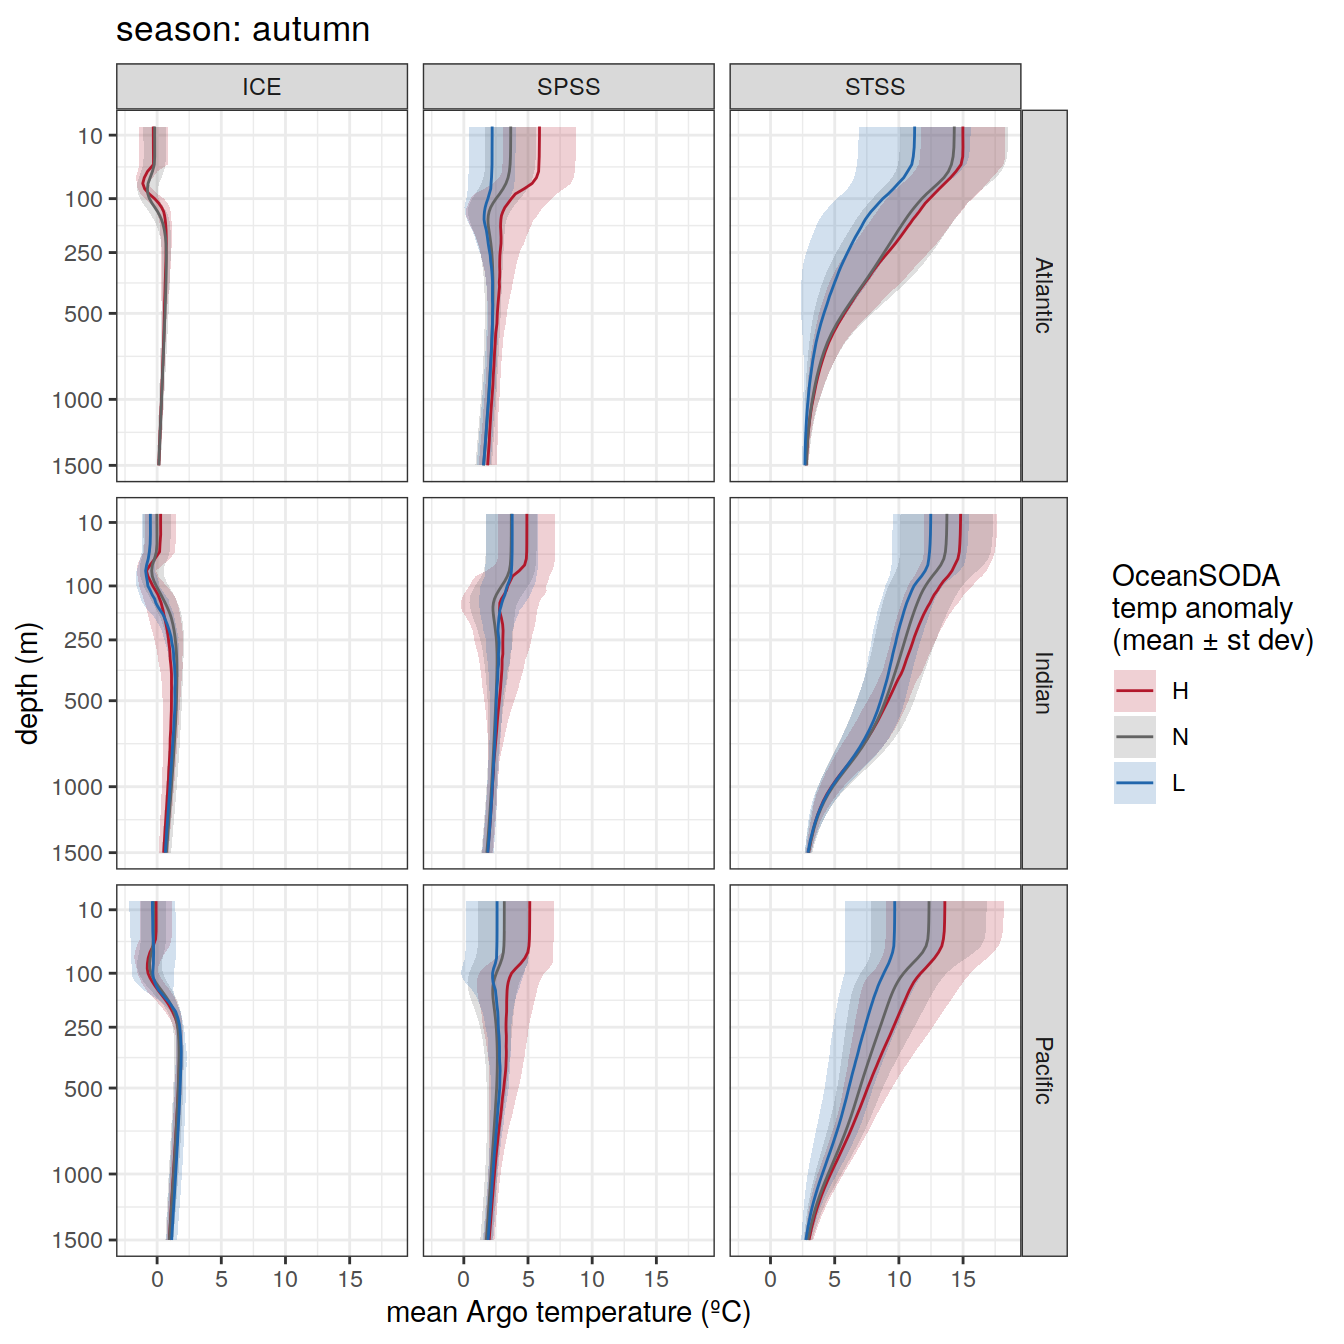 season: autumn
ICE SPSS STSS
10
100
250
500
1000
1500
Atlantic
10
100
250
500
1000
1500
Indian
10
100
250
500
1000
1500
Pacific
0 5 10 15 0 5 10 15 0 5 10 15
mean Argo temperature (ºC)
depth (m)
OceanSODA
temp anomaly
(mean ± st dev)
H
N
L